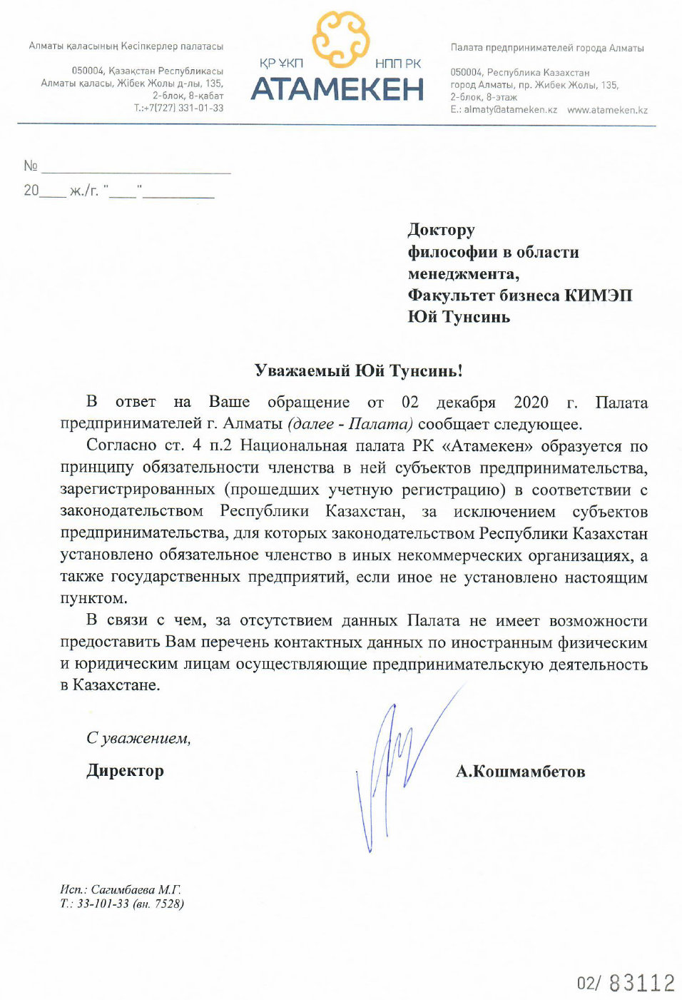 Алматы қаласының Кәсіпкерлер палатасы
050004, Қазақстан Республикасы
Алматы қаласы, Жібек Жолы д-лы, 135,
2-блок, 8-қабат
Т.:+7(727) 331-01-33
ҚР ҰКП
НПП РК
АТАМЕКЕН
Палата предпринимателей города Алматы
050004, Республика Казахстан
город Алматы, пр. Жибек Жолы, 135,
2-блок, 8-этаж
E.: almaty@atameken.kz www.atameken.kz
№ ______________________
20____ ж./г. "____"__________
Доктору
философии в области
менеджмента,
Факультет бизнеса КИМЭП
Юй Тунсинь
Уважаемый Юй Тунсинь!
В ответ на Ваше обращение от 02 декабря 2020 г. Палата
предпринимателей г. Алматы (далее - Палата) сообщает следующее.
Согласно ст. 4 п.2 Национальная палата РК «Атамекен» образуется по
принципу обязательности членства в ней субъектов предпринимательства,
зарегистрированных (прошедших учетную регистрацию) в соответствии с
законодательством Республики Казахстан, за исключением субъектов
предпринимательства, для которых законодательством Республики Казахстан
установлено обязательное членство в иных некоммерческих организациях, а
также государственных предприятий, если иное не установлено настоящим
пунктом.
В связи с чем, за отсутствием данных Палата не имеет возможности
предоставить Вам перечень контактных данных по иностранным физическим
и юридическим лицам осуществляющие предпринимательскую деятельность
в Казахстане.
С уважением,
Директор
А.Кошмамбетов
Исп.: Сагимбаева М.Г.
Т.: 33-101-33 (вн. 7528)
02/ 83112